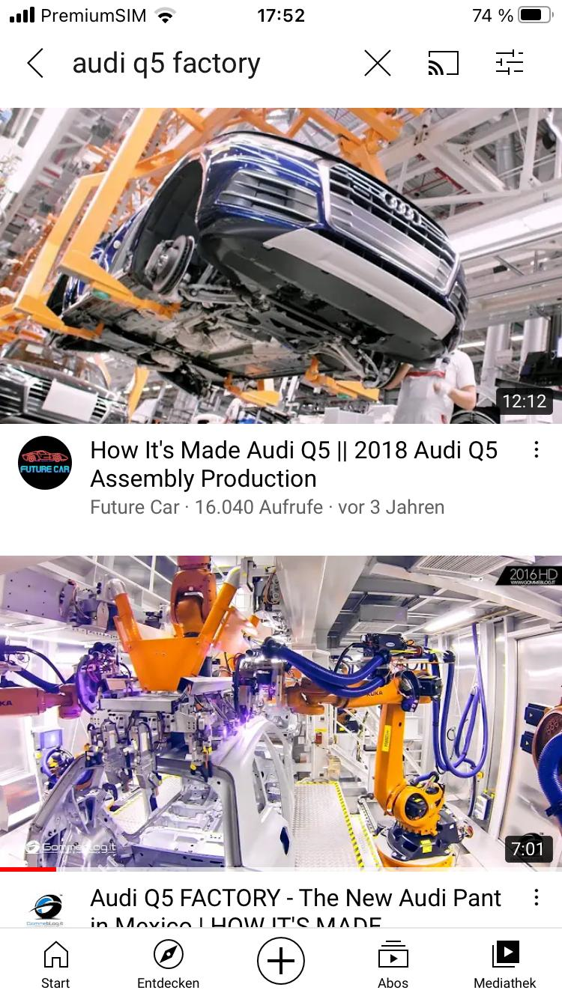 PremiumSIM 17:52 74 %
audi q5 factory
12:12
FUTURE CAR
How It's Made Audi Q5 || 2018 Audi Q5
Assembly Production
Future Car · 16.040 Aufrufe · vor 3 Jahren
2016 HD
WWW.GOMMEBLOG.IT
KUKA
KA
GommeBlog.it
7:01
GommeBlog.it
Audi Q5 FACTORY - The New Audi Pant
in Mexico | HOW IT'S MADE
Start
Entdecken
Abos
Mediathek